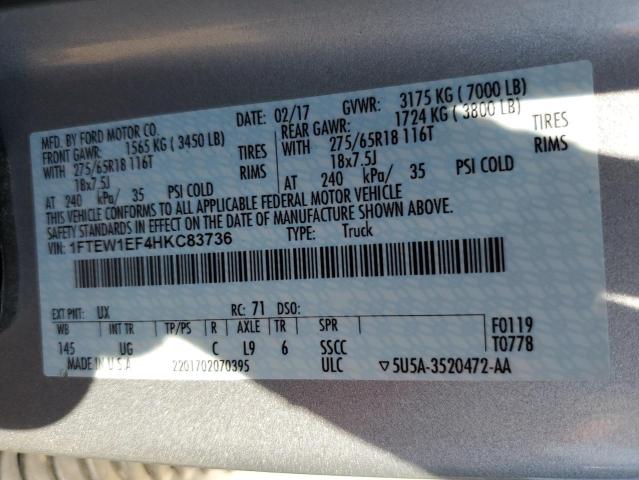 MFD. BY FORD MOTOR CO.
DATE: 02/17 GVWR: 3175 KG ( 7000 LB)
FRONT GAWR: 1565 KG ( 3450 LB) REAR GAWR: 1724 KG ( 3800 LB)
WITH 275/65R18 116T TIRES WITH 275/65R18 116T TIRES
18x7.5J RIMS 18x7.5J RIMS
AT 240 kPa/ 35 PSI COLD AT 240 kPa/ 35 PSI COLD
THIS VEHICLE CONFORMS TO ALL APPLICABLE FEDERAL MOTOR VEHICLE
SAFETY STANDARDS IN EFFECT ON THE DATE OF MANUFACTURE SHOWN ABOVE.
VIN: 1FTEW1EF4HKC83736 TYPE: Truck
EXT PNT: UX RC: 71 DSO:
WB INT TR TP/PS R AXLE TR SPR F0119
145 UG C L9 6 SSCC T0778
MADE IN U.S.A 2201702070395 ULC ▽5U5A-3520472-AA